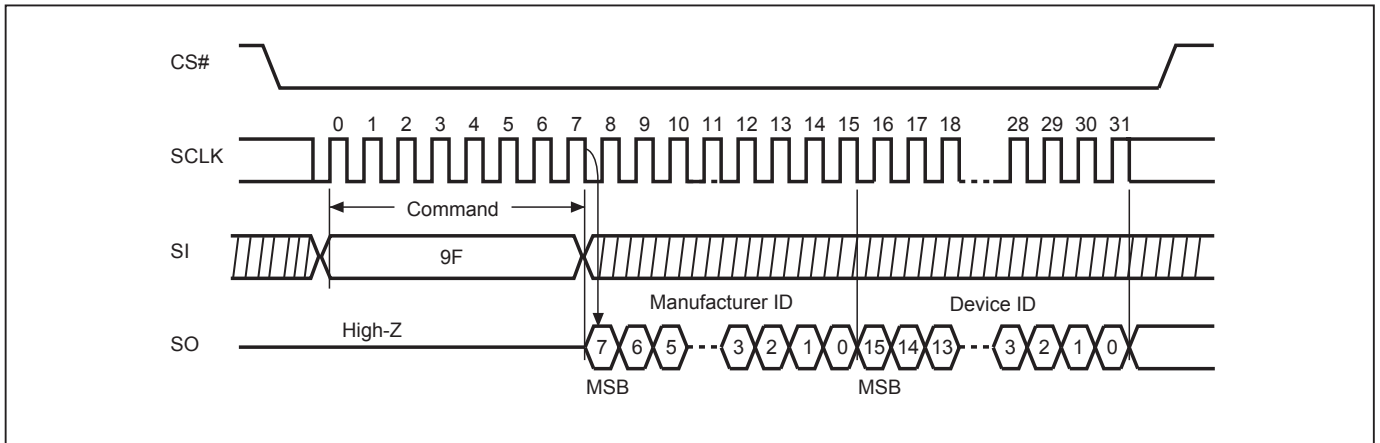 CS#
0 1 2 3 4 5 6 7 8 9 10 11 12 13 14 15 16 17 18 28 29 30 31
SCLK
Command
SI
9F
Manufacturer ID
Device ID
High-Z
SO
7 6 5 3 2 1 0 15 14 13 3 2 1 0
MSB
MSB